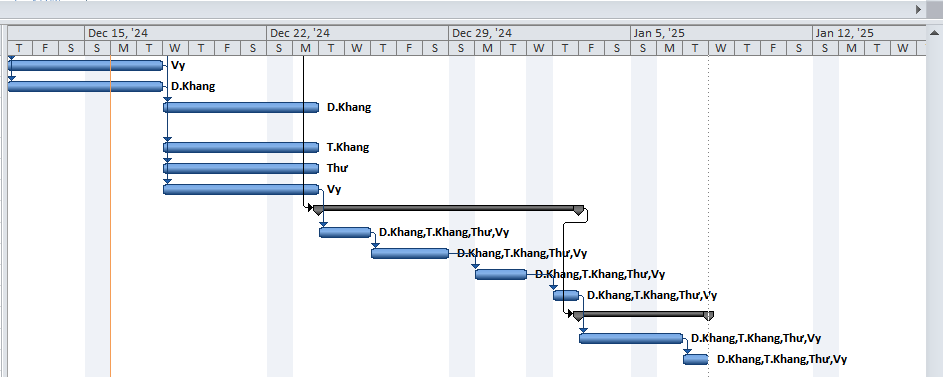 Dec 15, '24 Dec 22, '24 Dec 29, '24 Jan 5, '25 Jan 12, '25
T F S S M T W T F S S M T W T F S S M T W T F S S M T W T F S S M T W
Vy
D.Khang
D.Khang
T.Khang
Thư
Vy
D.Khang,T.Khang,Thư,Vy
D.Khang,T.Khang,Thư,Vy
D.Khang,T.Khang,Thư,Vy
D.Khang,T.Khang,Thư,Vy
D.Khang,T.Khang,Thư,Vy
D.Khang,T.Khang,Thư,Vy